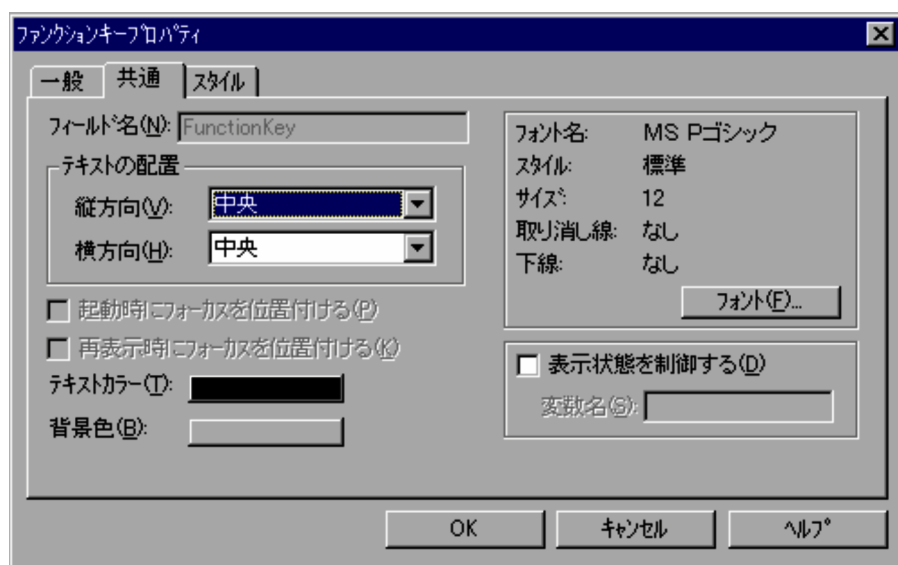 ファンクションキープロパティ
一般 共通 スタイル
フィールド名(N): FunctionKey
テキストの配置
縦方向(V): 中央
横方向(H): 中央
起動時にフォーカスを位置付ける(P)
再表示時にフォーカスを位置付ける(K)
テキストカラー(T):
背景色(B):
フォント名: MS Pゴシック
スタイル: 標準
サイズ: 12
取り消し線: なし
下線: なし
フォント(F)...
表示状態を制御する(D)
変数名(S):
OK キャンセル ヘルプ